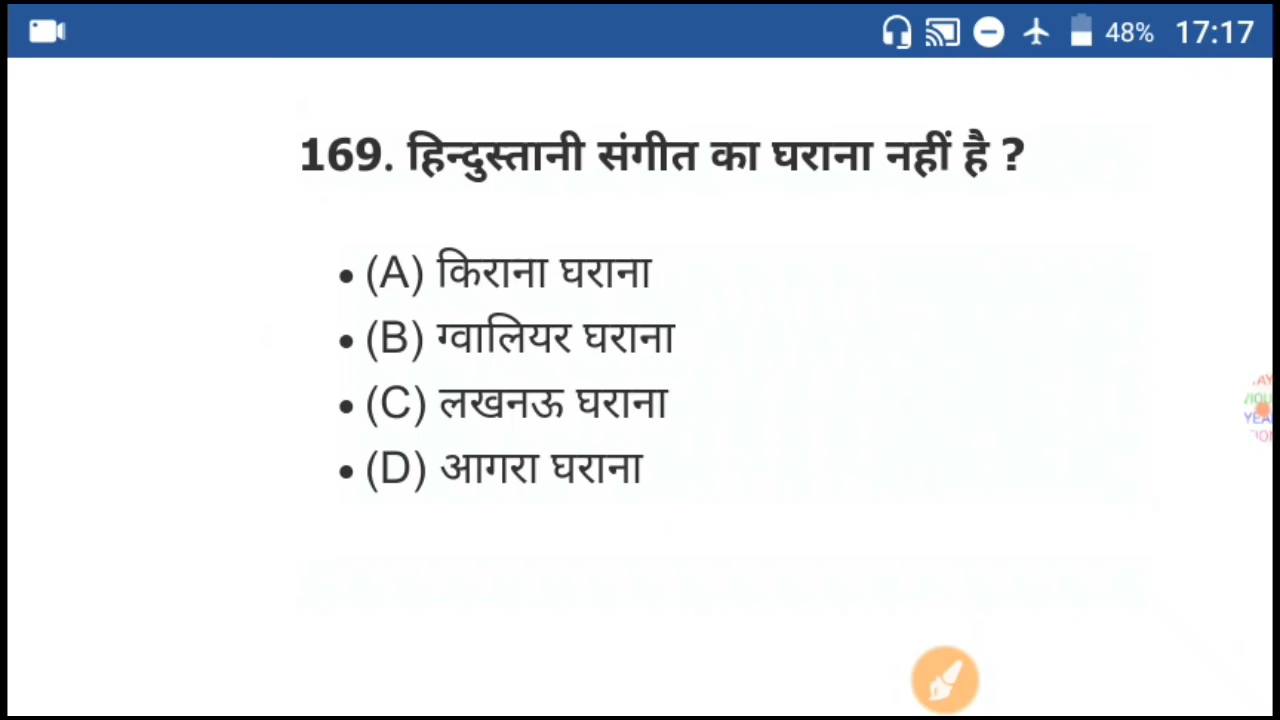 48% 17:17
169. हिन्दुस्तानी संगीत का घराना नहीं है ?
• (A) किराना घराना
• (B) ग्वालियर घराना
• (C) लखनऊ घराना
• (D) आगरा घराना